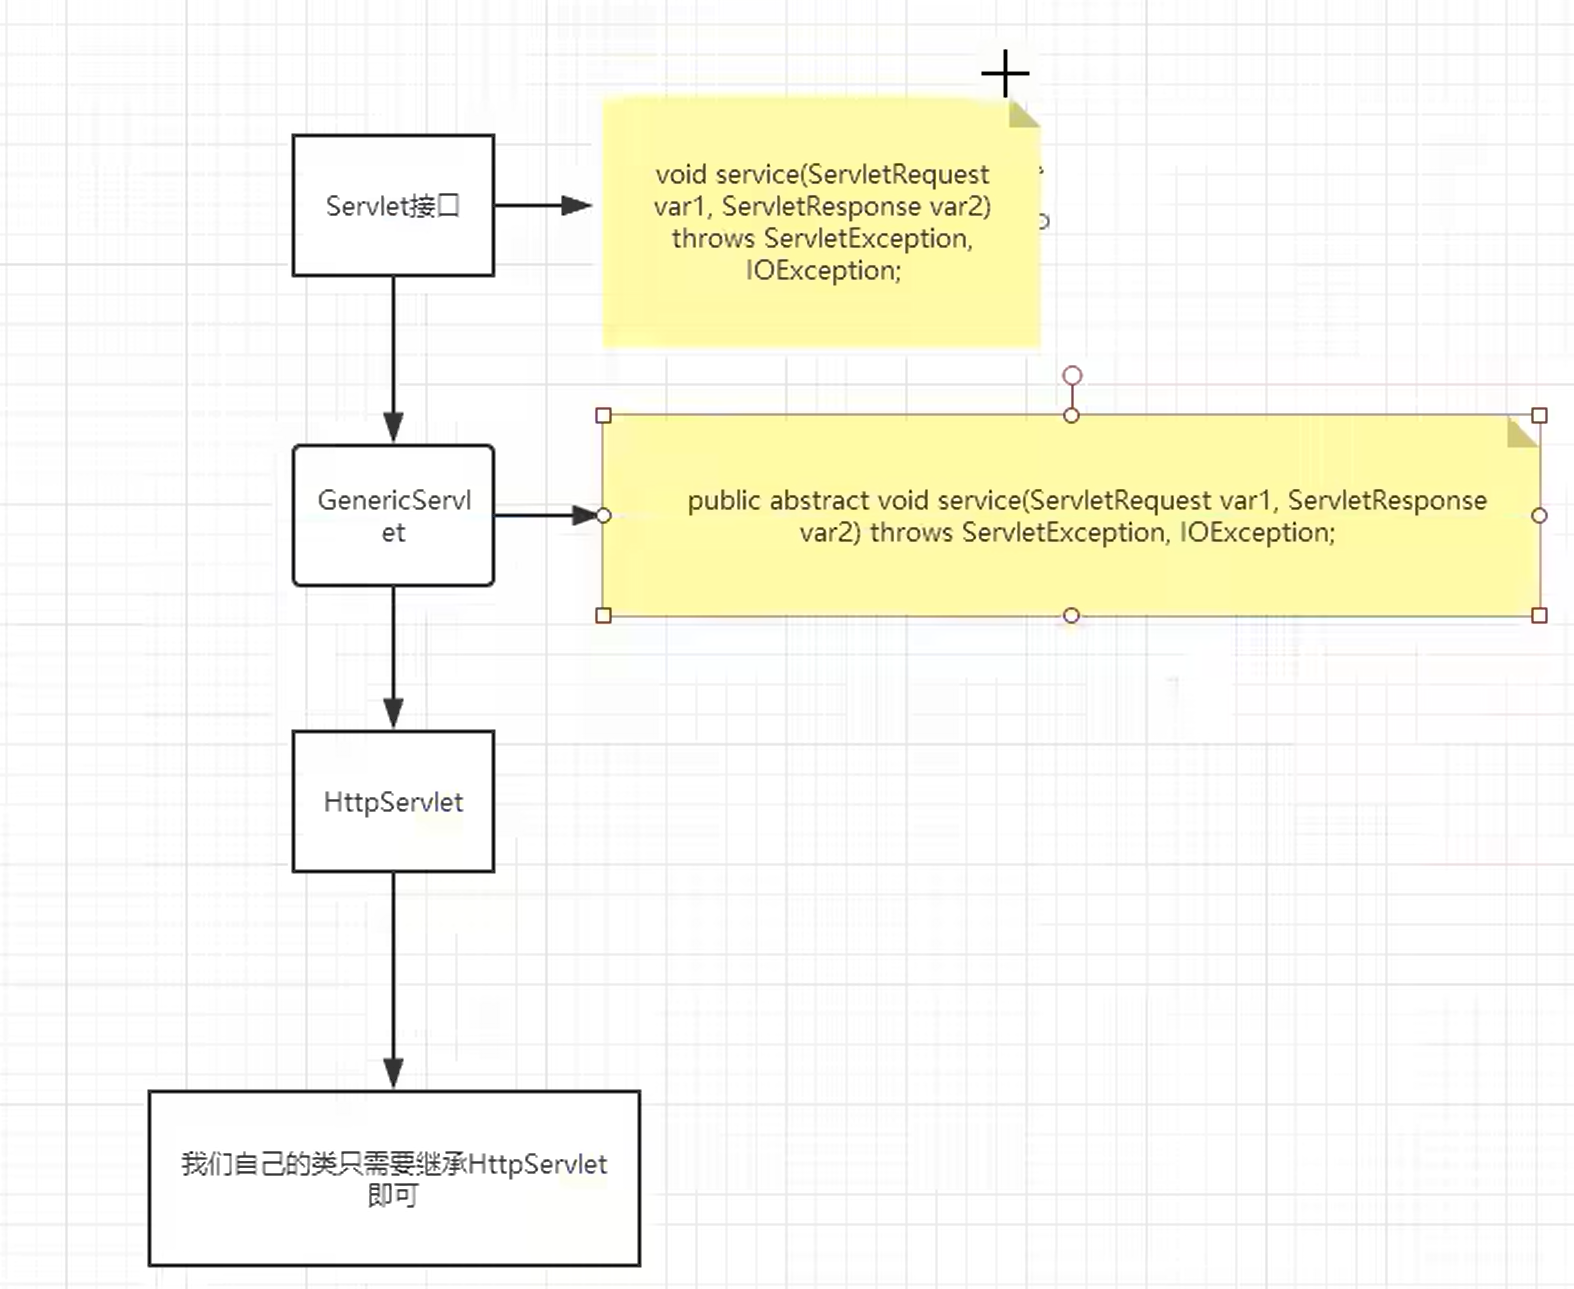 Servlet接口
void service(ServletRequest
var1, ServletResponse var2)
throws ServletException,
IOException;
GenericServl
et
public abstract void service(ServletRequest var1, ServletResponse
var2) throws ServletException, IOException;
HttpServlet
我们自己的类只需要继承HttpServlet
即可